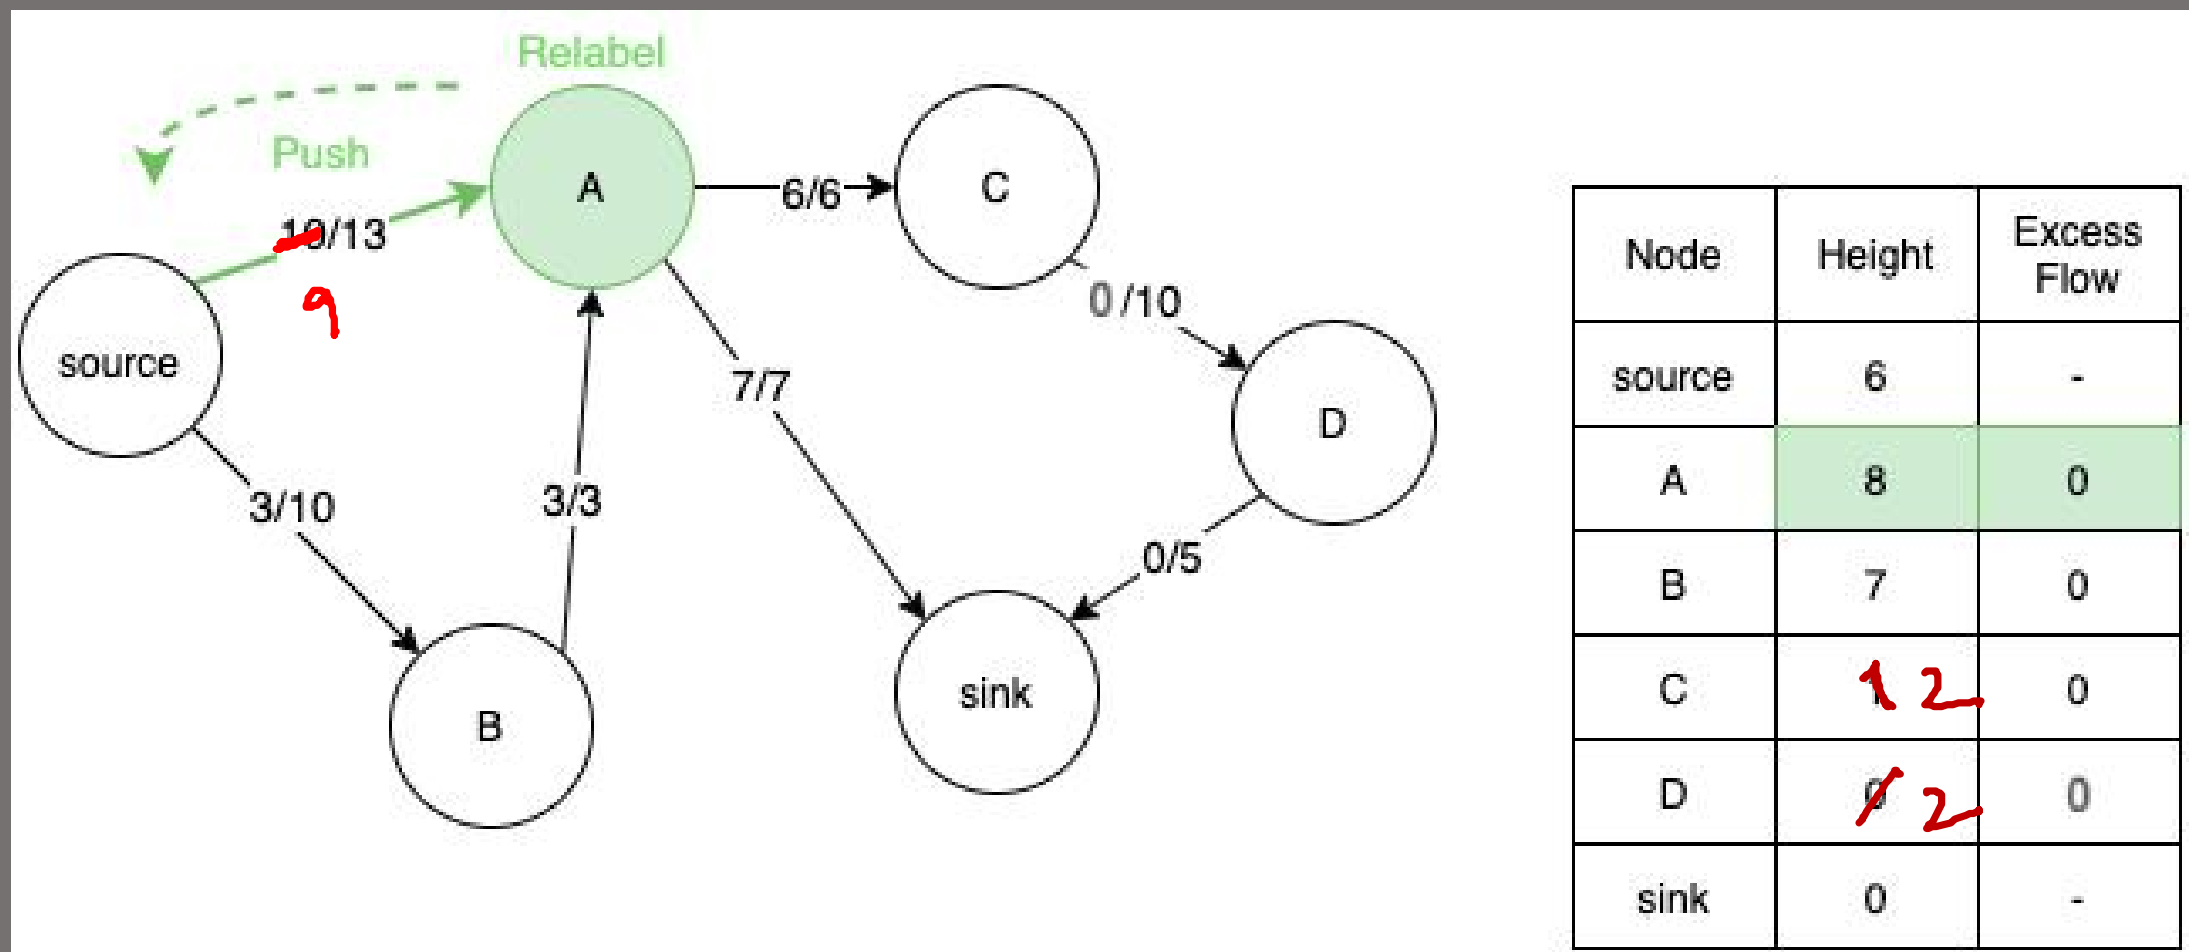 Relabel
Push
10/13
9
A
6/6
C
0/10
source
7/7
D
3/10
3/3
0/5
B
sink
Node Height Excess Flow
source 6 -
A 8 0
B 7 0
C 1 2 0
D 0 2 0
sink 0 -